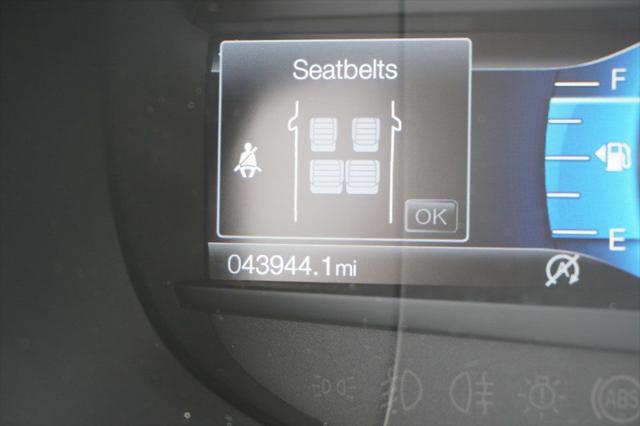 Seatbelts
F
OK
E
043944.1mi
A
ABS